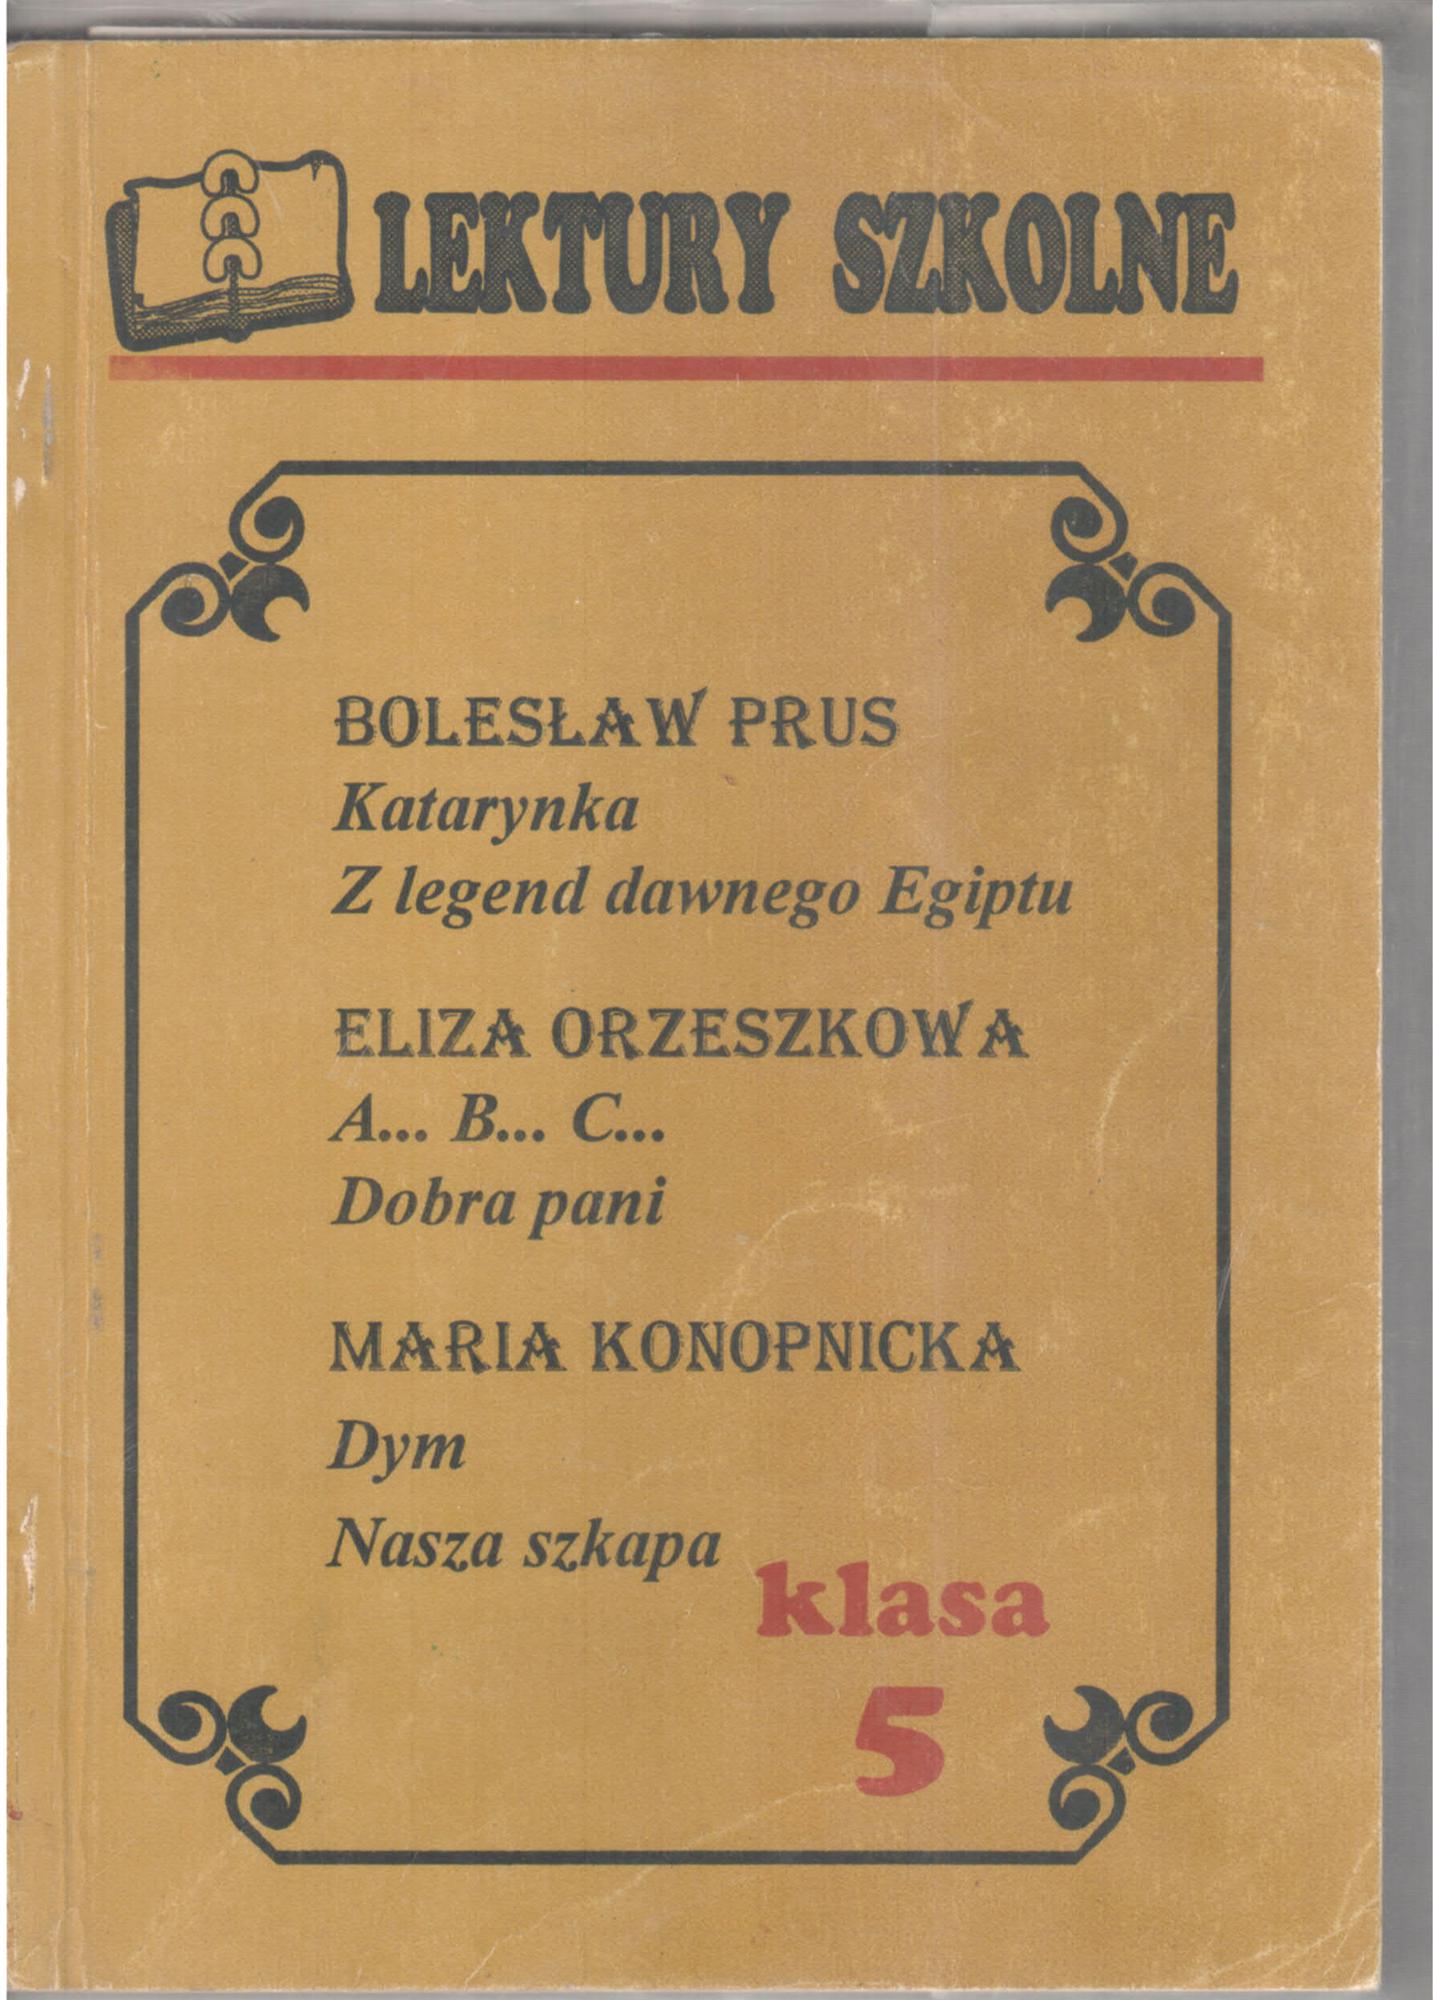 LEKTURY SZKOLNE
BOLESŁAW PRUS
Katarynka
Z legend dawnego Egiptu
ELIZA ORZESZKOWA
A... B... C...
Dobra pani
MARIA KONOPNICKA
Dym
Nasza szkapa
klasa
5